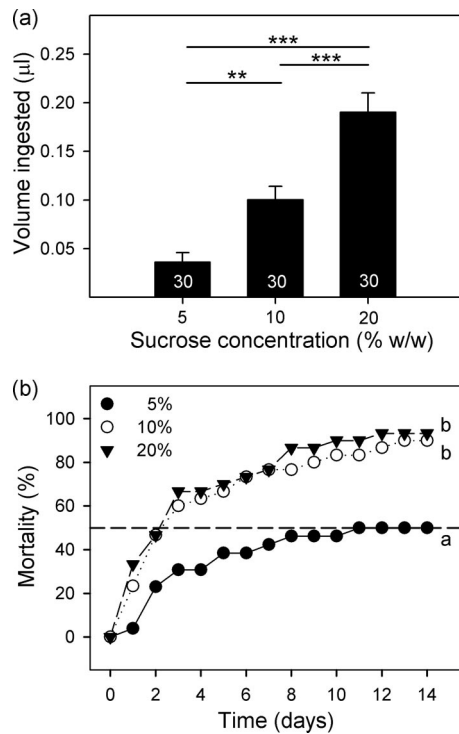 (a)
***
** ***
0.25
0.20
0.15
0.10
0.05
Volume ingested (µl)
30 30 30
5 10 20
Sucrose concentration (% w/w)
(b)
5%
10%
20%
100
80
60
40
20
0
Mortality (%)
b
b
a
0 2 4 6 8 10 12 14
Time (days)